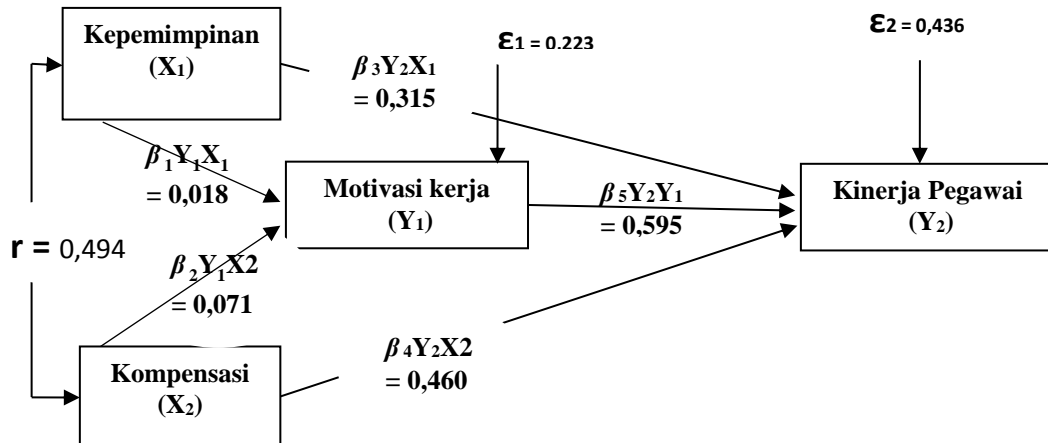 Kepemimpinan
(X₁)
ε₁ = 0.223
ε₂ = 0,436
β₃Y₂X₁
= 0,315
β₁Y₁X₁
= 0,018
Motivasi kerja
(Y₁)
β₅Y₂Y₁
= 0,595
Kinerja Pegawai
(Y₂)
r = 0,494
β₂Y₁X2
= 0,071
Kompensasi
(X₂)
β₄Y₂X2
= 0,460